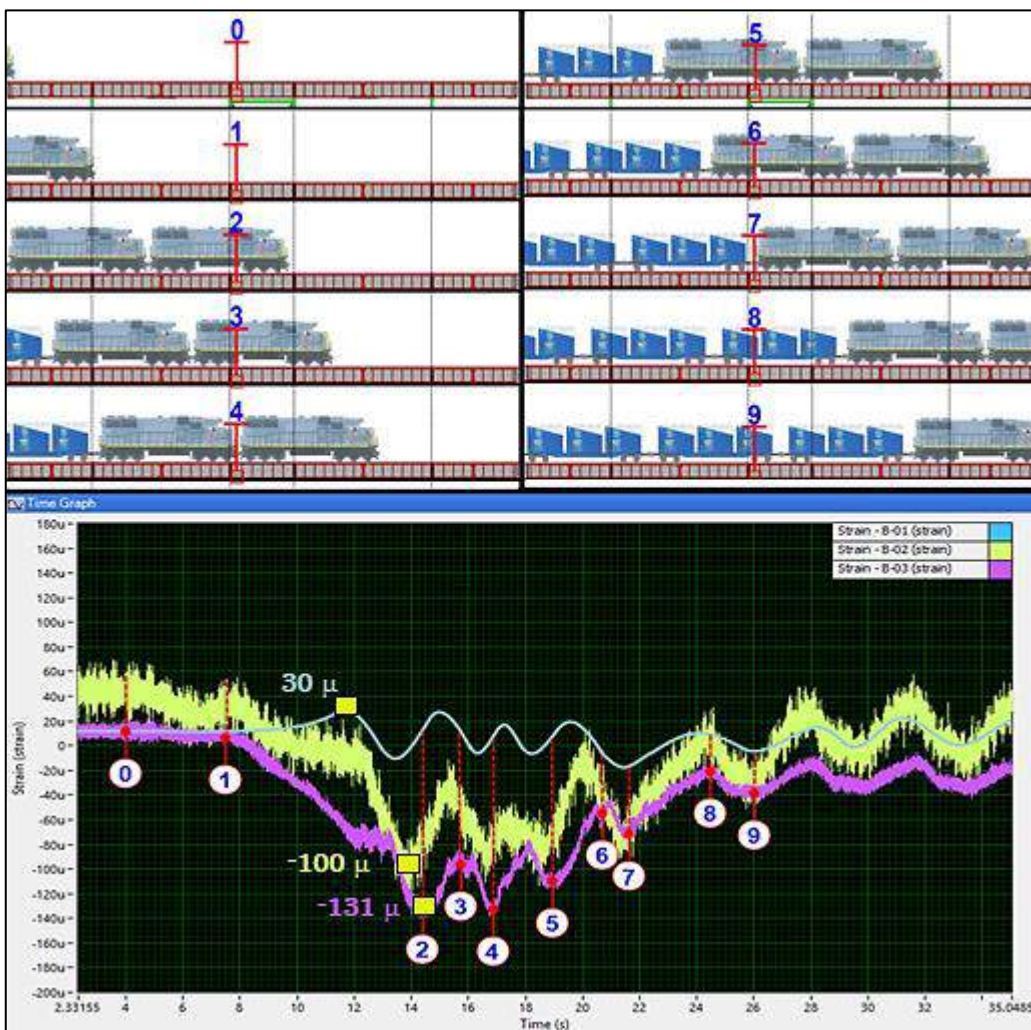 0
1
2
3
4
5
6
7
8
9
Time Graph
Strain - B-01 (strain)
Strain - B-02 (strain)
Strain - B-03 (strain)
Strain (strain)
180u
160u
140u
120u
100u
80u
60u
40u
20u
0
-20u
-40u
-60u
-80u
-100u
-120u
-140u
-160u
-180u
-200u
30 μ
-100 μ
-131 μ
0
1
2
3
4
5
6
7
8
9
2.33155 4 6 8 10 12 14 16 18 20 22 24 26 28 30 32 35.0485
Time (s)